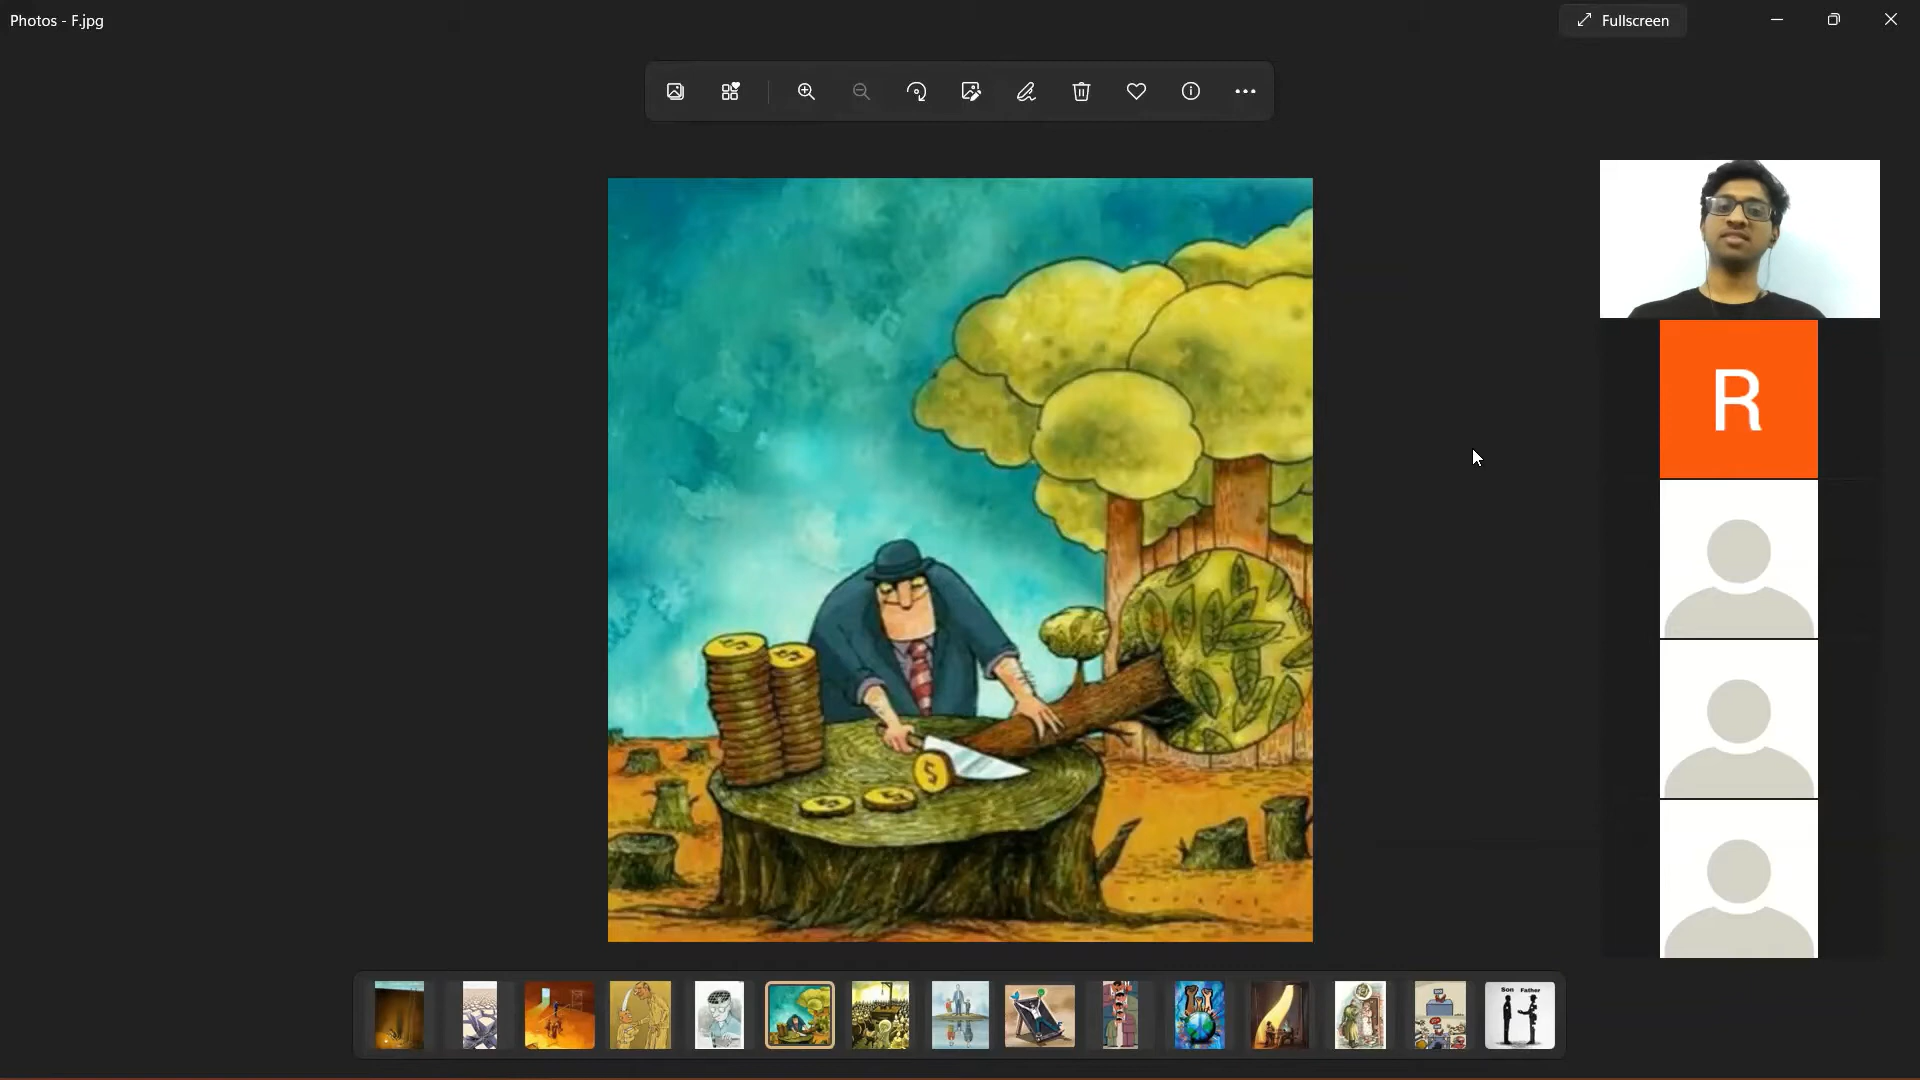 Photos - F.jpg
Fullscreen
R
$ $
$
$ $
Son Father